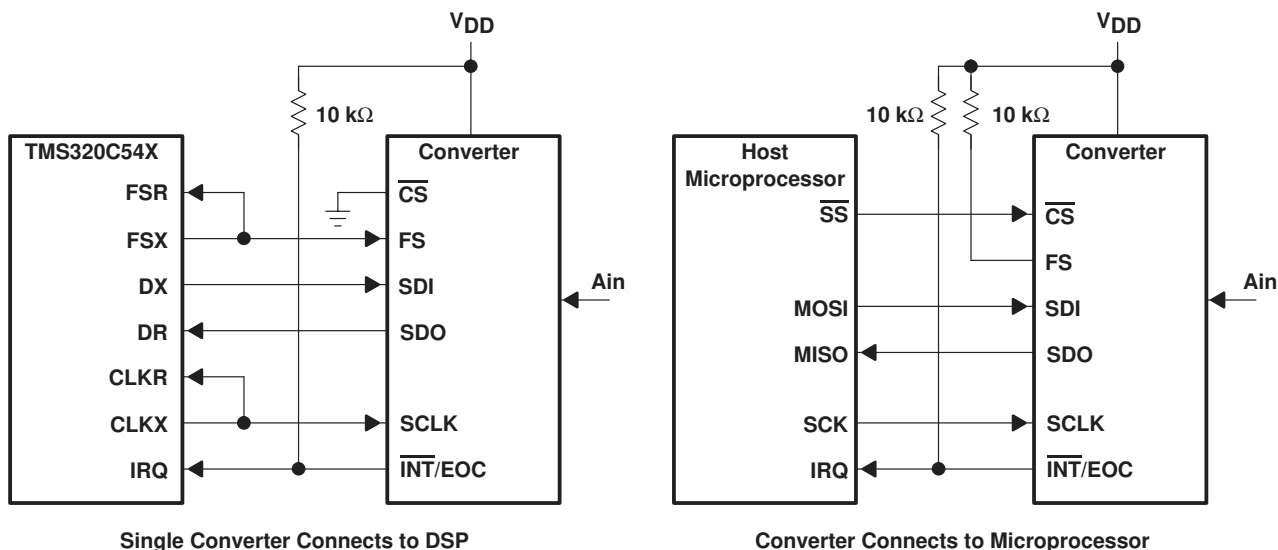 VDD
10 kΩ
TMS320C54X
FSR
FSX
DX
DR
CLKR
CLKX
IRQ
Converter
CS
FS
SDI
SDO
SCLK
INT/EOC
Ain
Single Converter Connects to DSP
VDD
10 kΩ
10 kΩ
Host
Microprocessor
SS
MOSI
MISO
SCK
IRQ
Converter
CS
FS
SDI
SDO
SCLK
INT/EOC
Ain
Converter Connects to Microprocessor